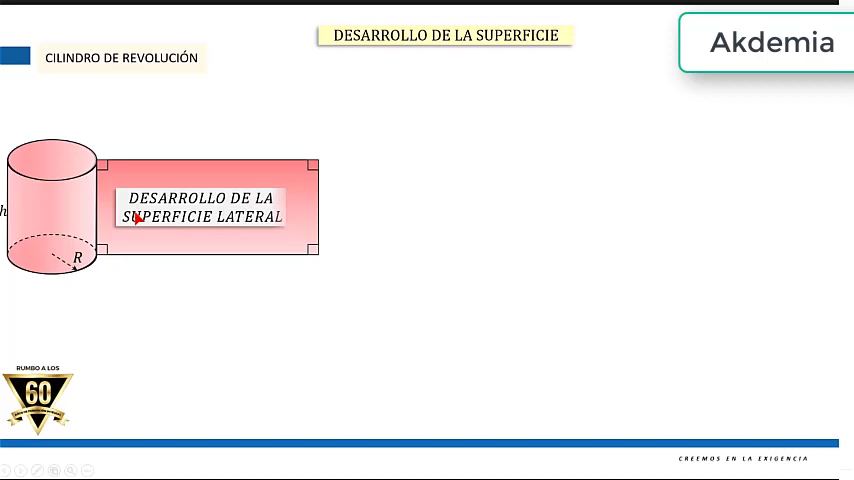 DESARROLLO DE LA SUPERFICIE
Akdemia
CILINDRO DE REVOLUCIÓN
DESARROLLO DE LA
SUPERFICIE LATERAL
h
R
RUMBO A LOS
60
CREEMOS EN LA EXIGENCIA